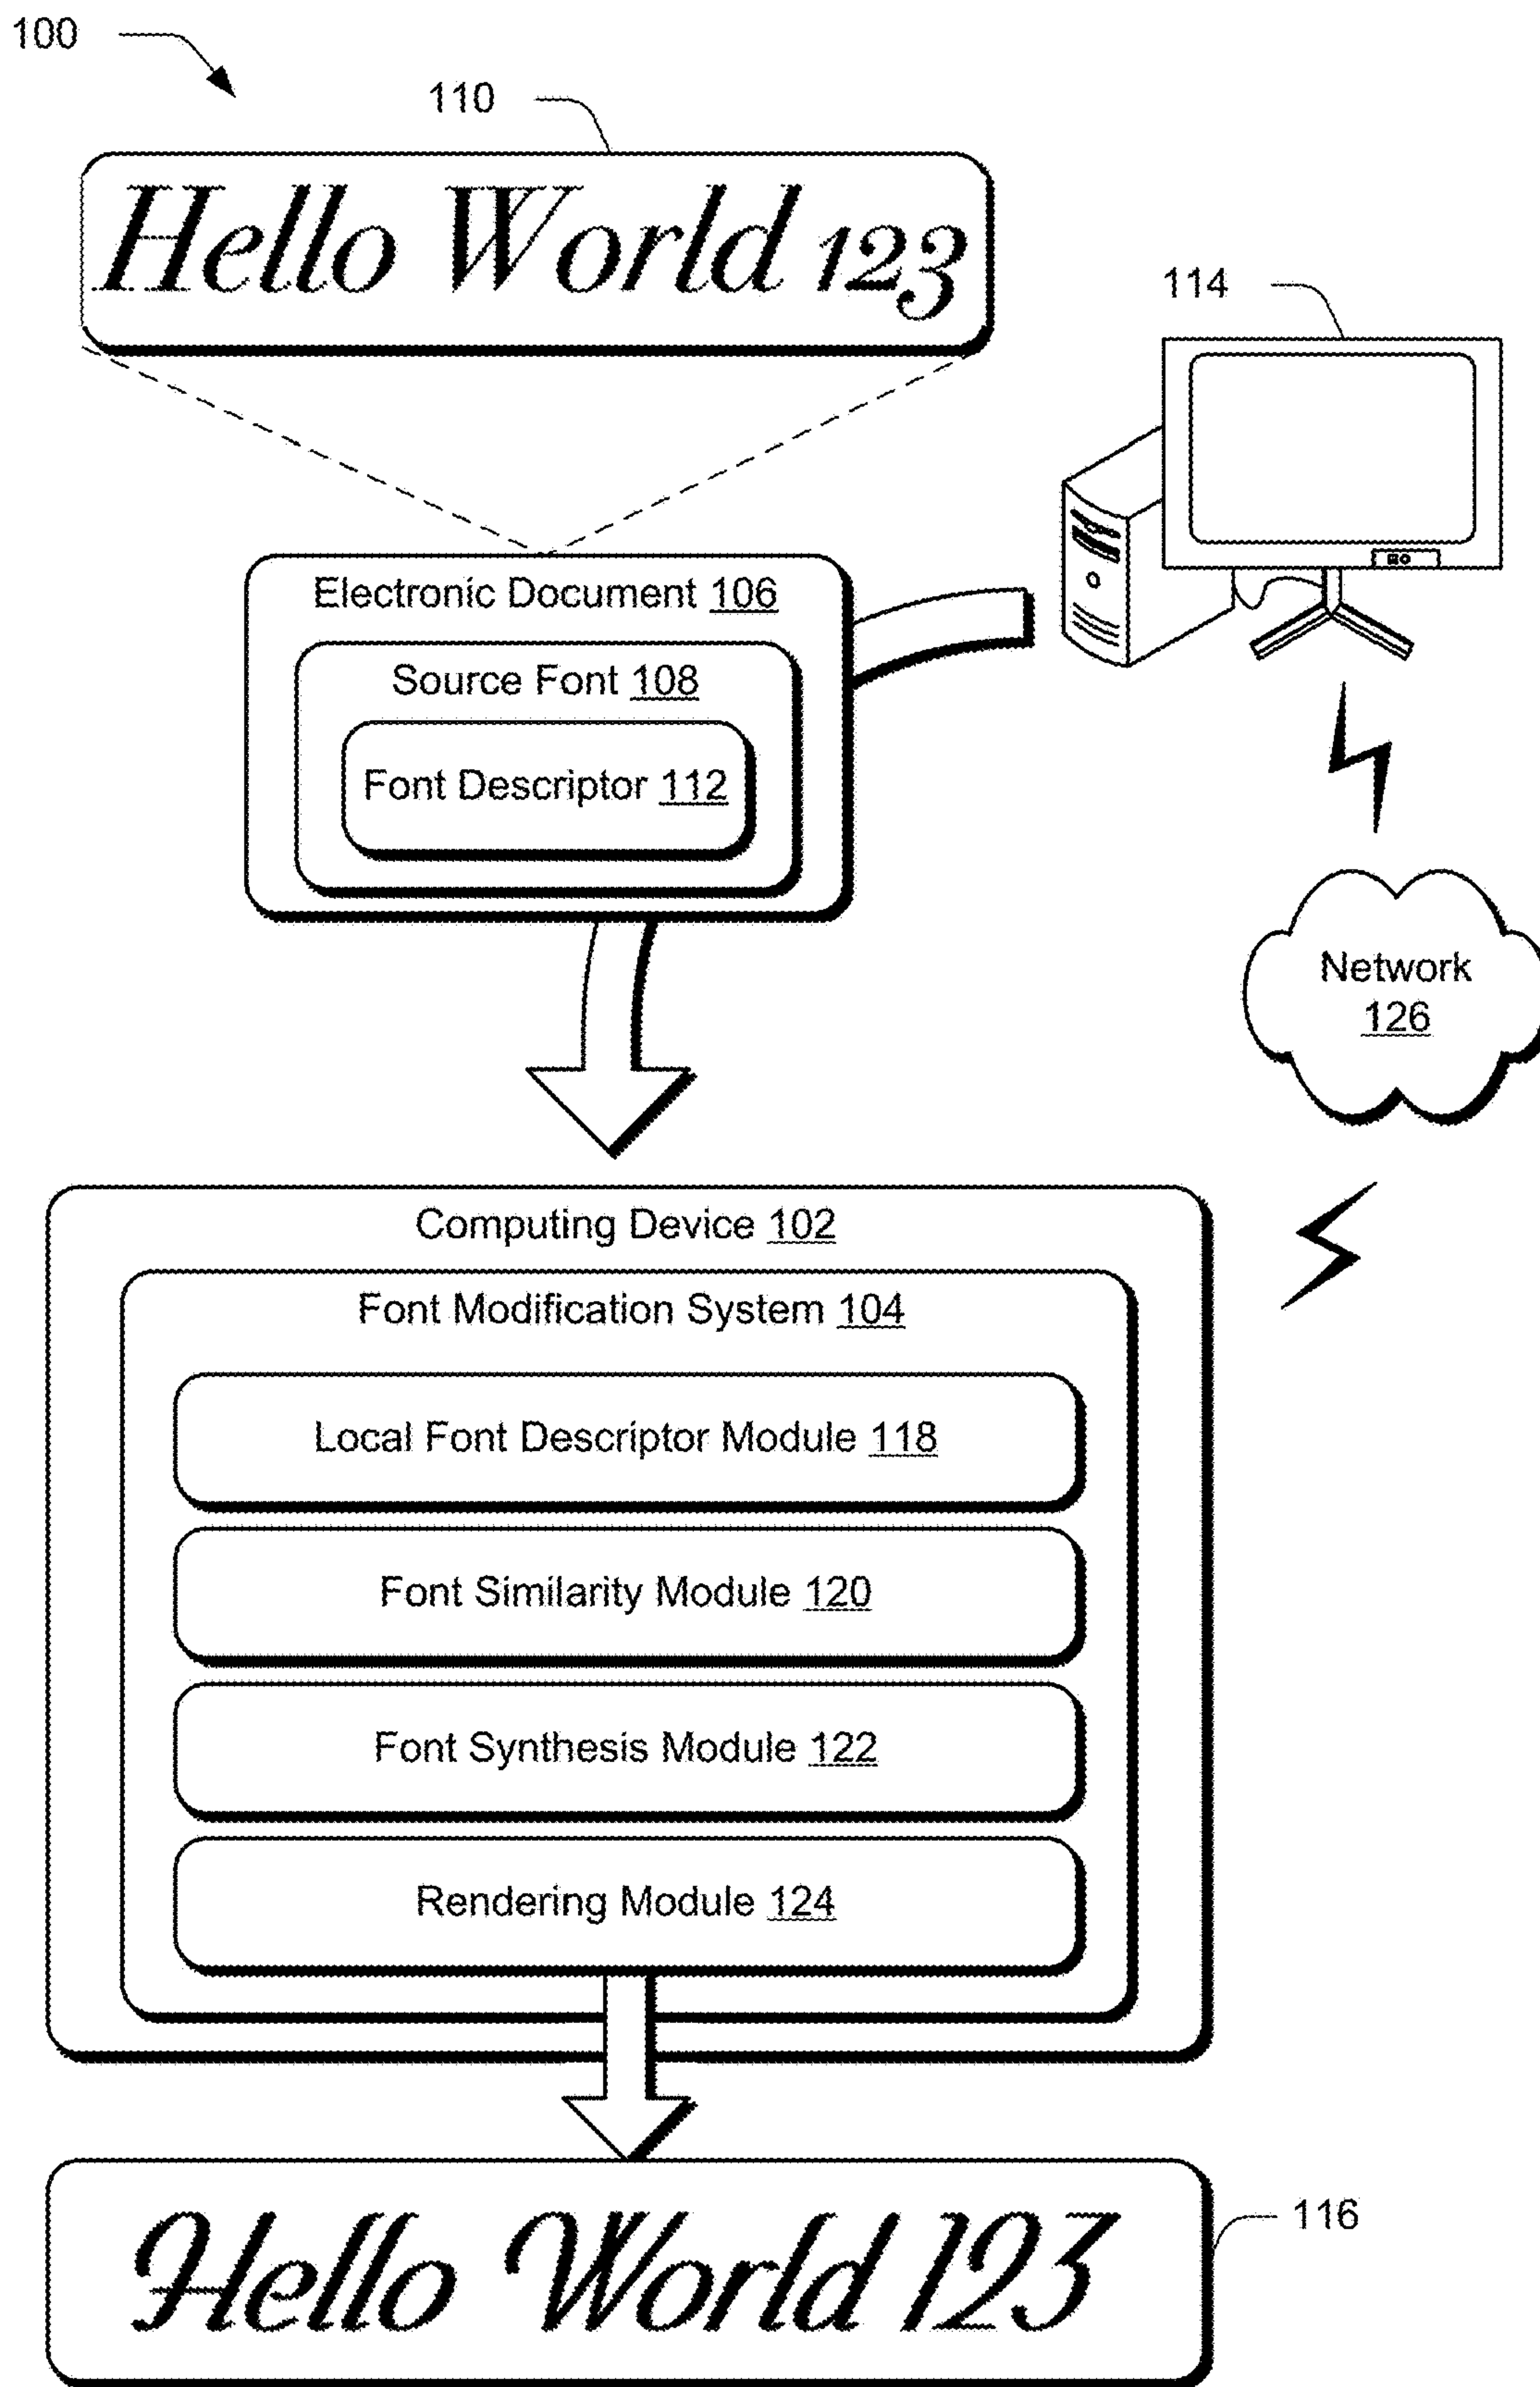 100
110
Hello World 123
114
Electronic Document 106
Source Font 108
Font Descriptor 112
Network
126
Computing Device 102
Font Modification System 104
Local Font Descriptor Module 118
Font Similarity Module 120
Font Synthesis Module 122
Rendering Module 124
Hello World 123
116